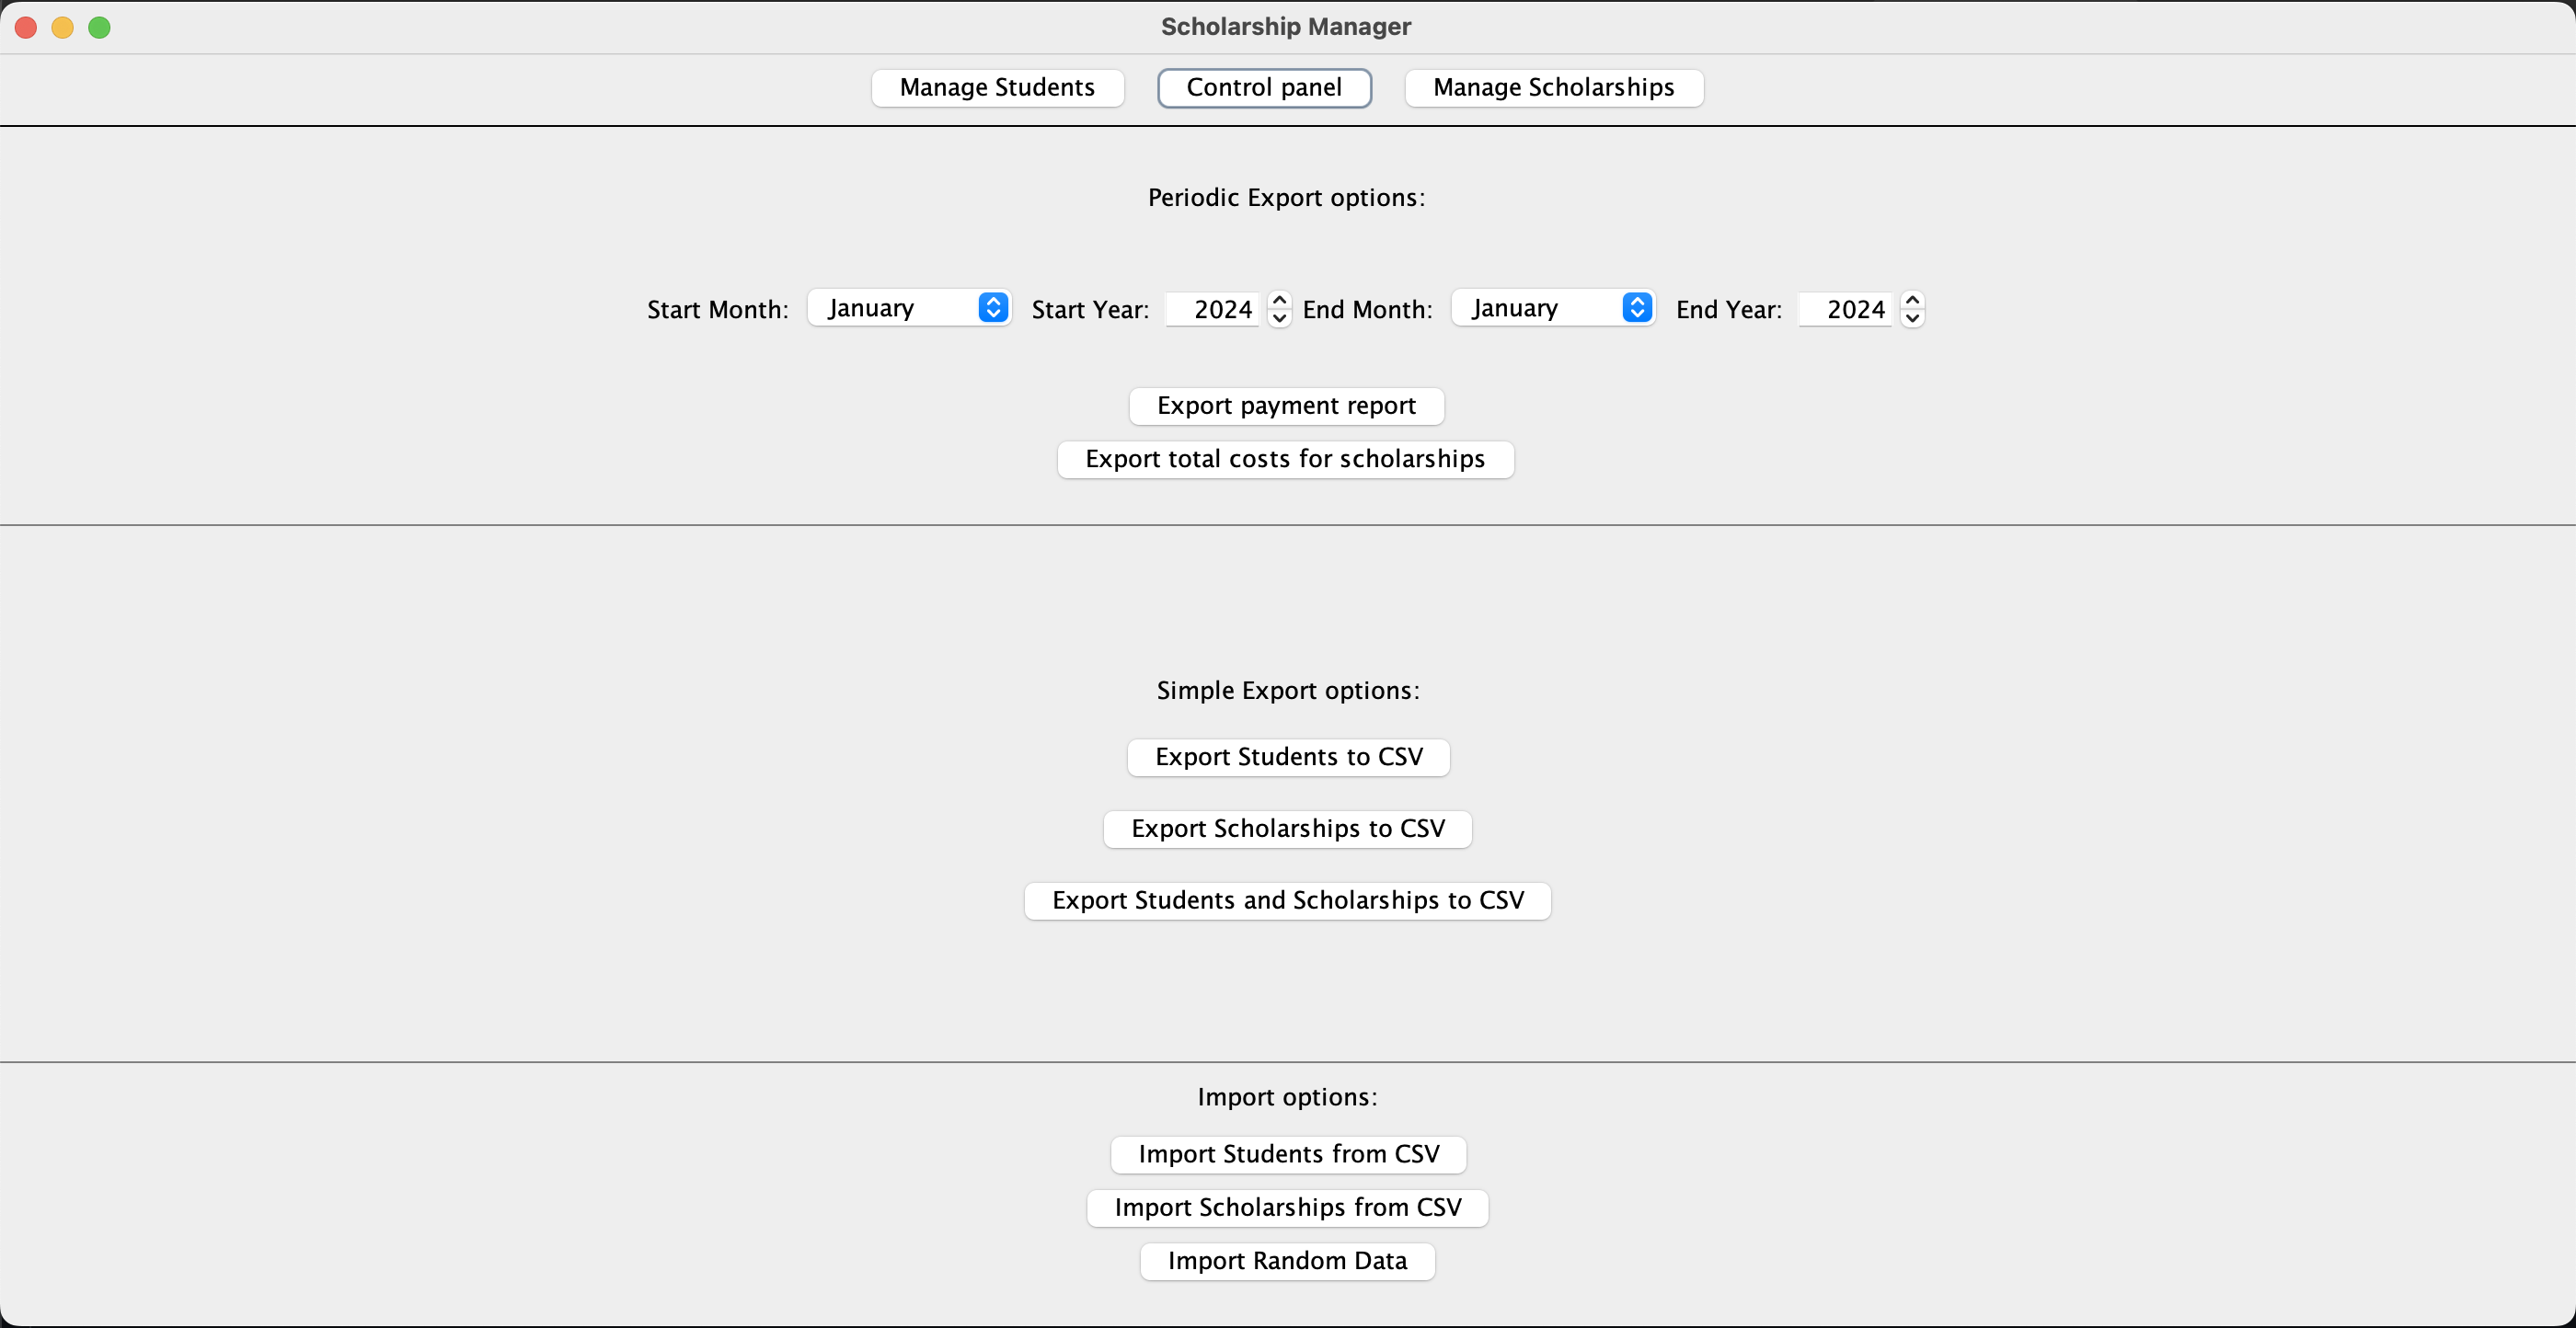 Scholarship Manager
Manage Students Control panel Manage Scholarships
Periodic Export options:
Start Month: January Start Year: 2024 End Month: January End Year: 2024
Export payment report
Export total costs for scholarships
Simple Export options:
Export Students to CSV
Export Scholarships to CSV
Export Students and Scholarships to CSV
Import options:
Import Students from CSV
Import Scholarships from CSV
Import Random Data